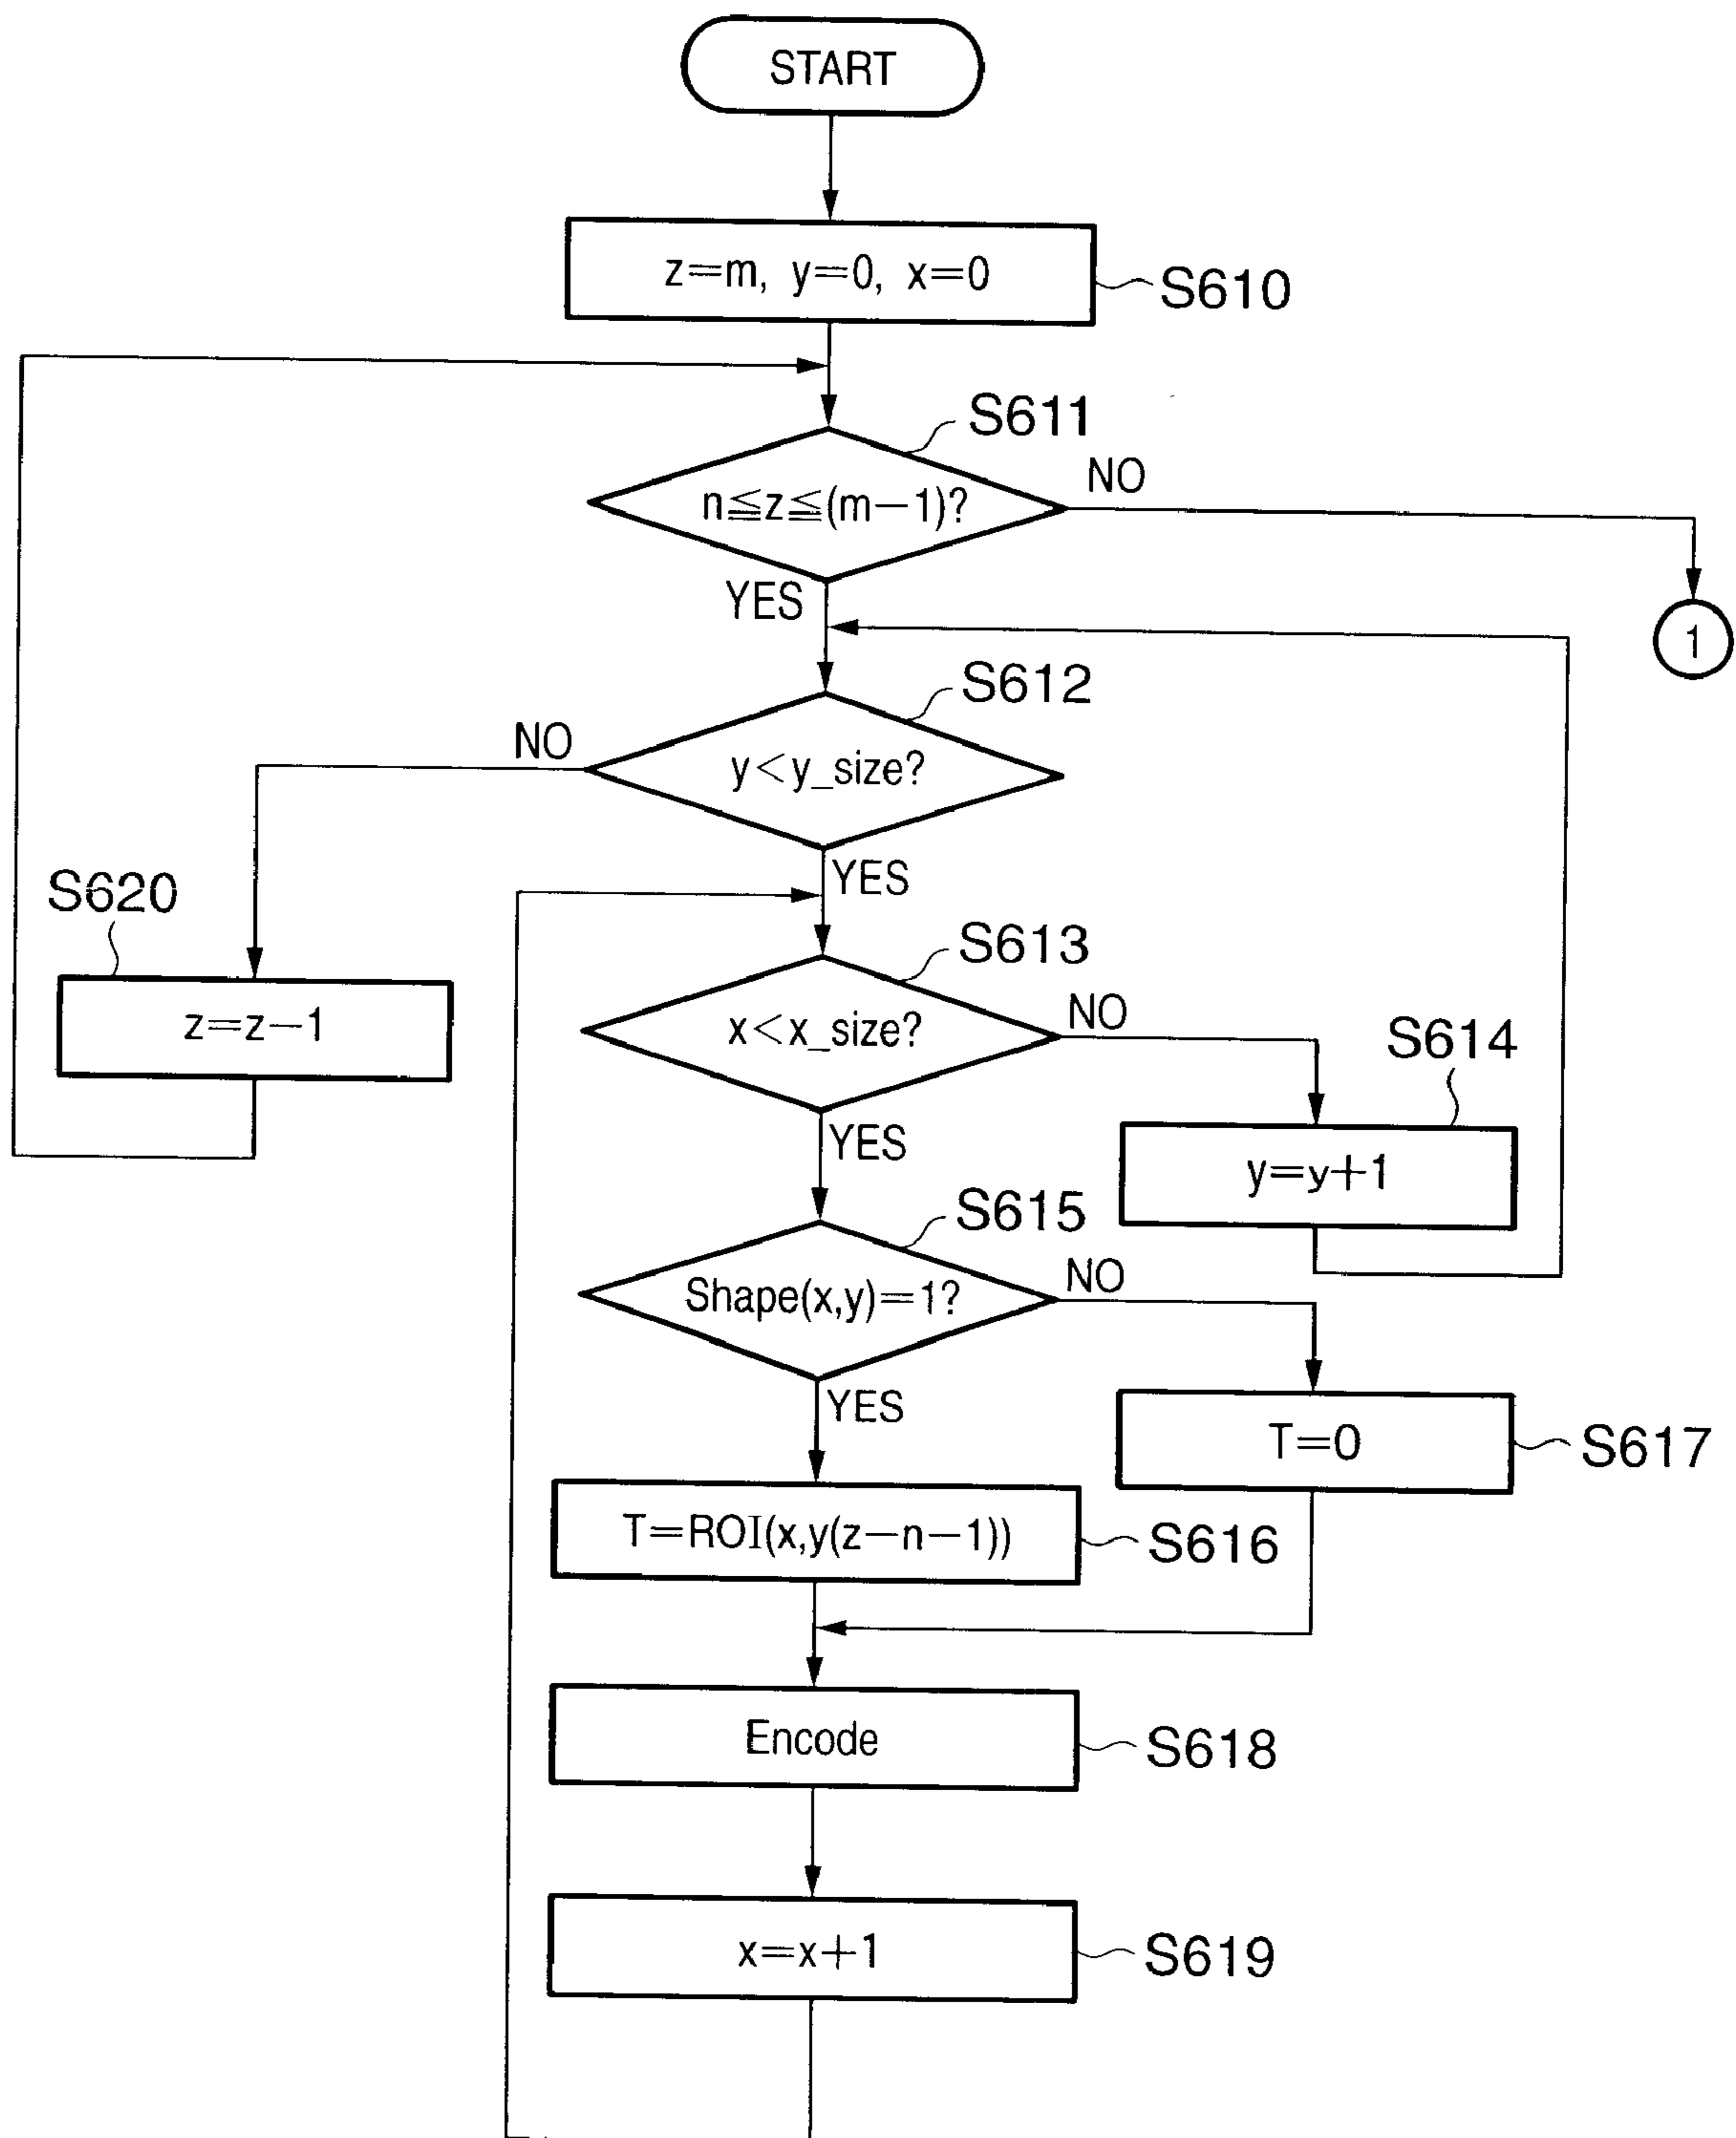 START
z=m, y=0, x=0
S610
S611
n≦z≦(m−1)?
NO
YES
1
S612
NO
y<y_size?
YES
S620
z=z−1
S613
x<x_size?
NO
S614
YES
y=y+1
S615
Shape(x,y)=1?
NO
YES
T=0
S617
T=ROI(x,y(z−n−1))
S616
Encode
S618
x=x+1
S619